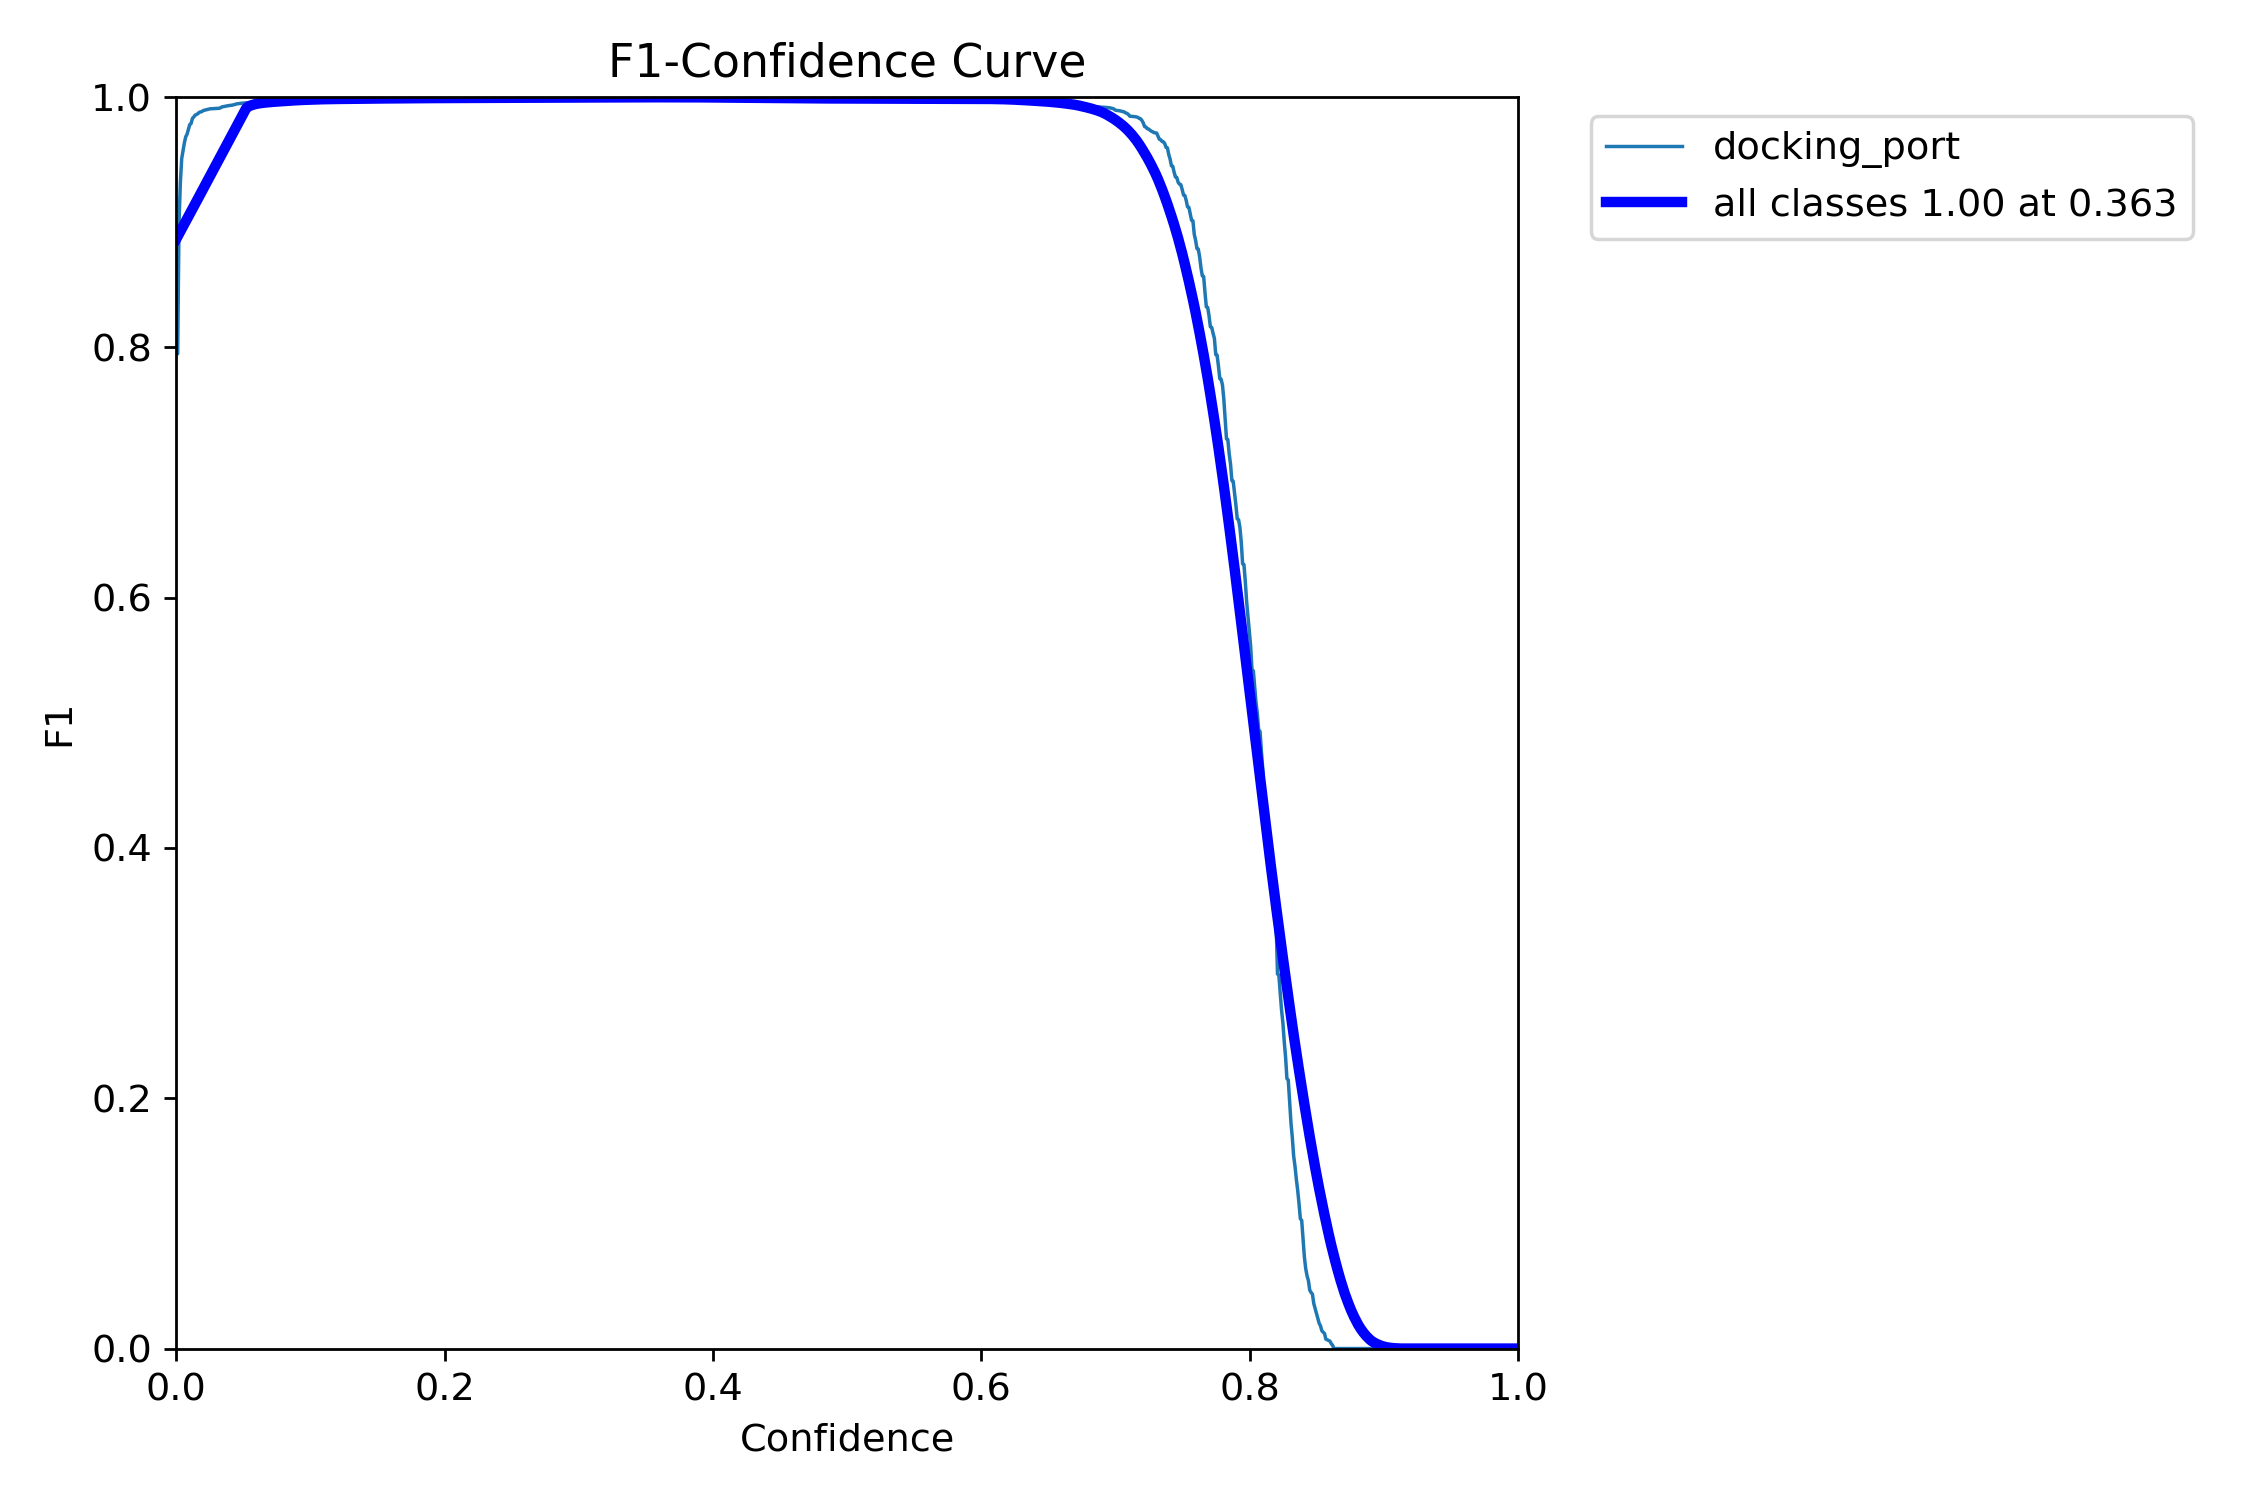 F1-Confidence Curve
1.0
0.8
0.6
0.4
0.2
0.0
F1
0.0 0.2 0.4 0.6 0.8 1.0
Confidence
docking_port
all classes 1.00 at 0.363